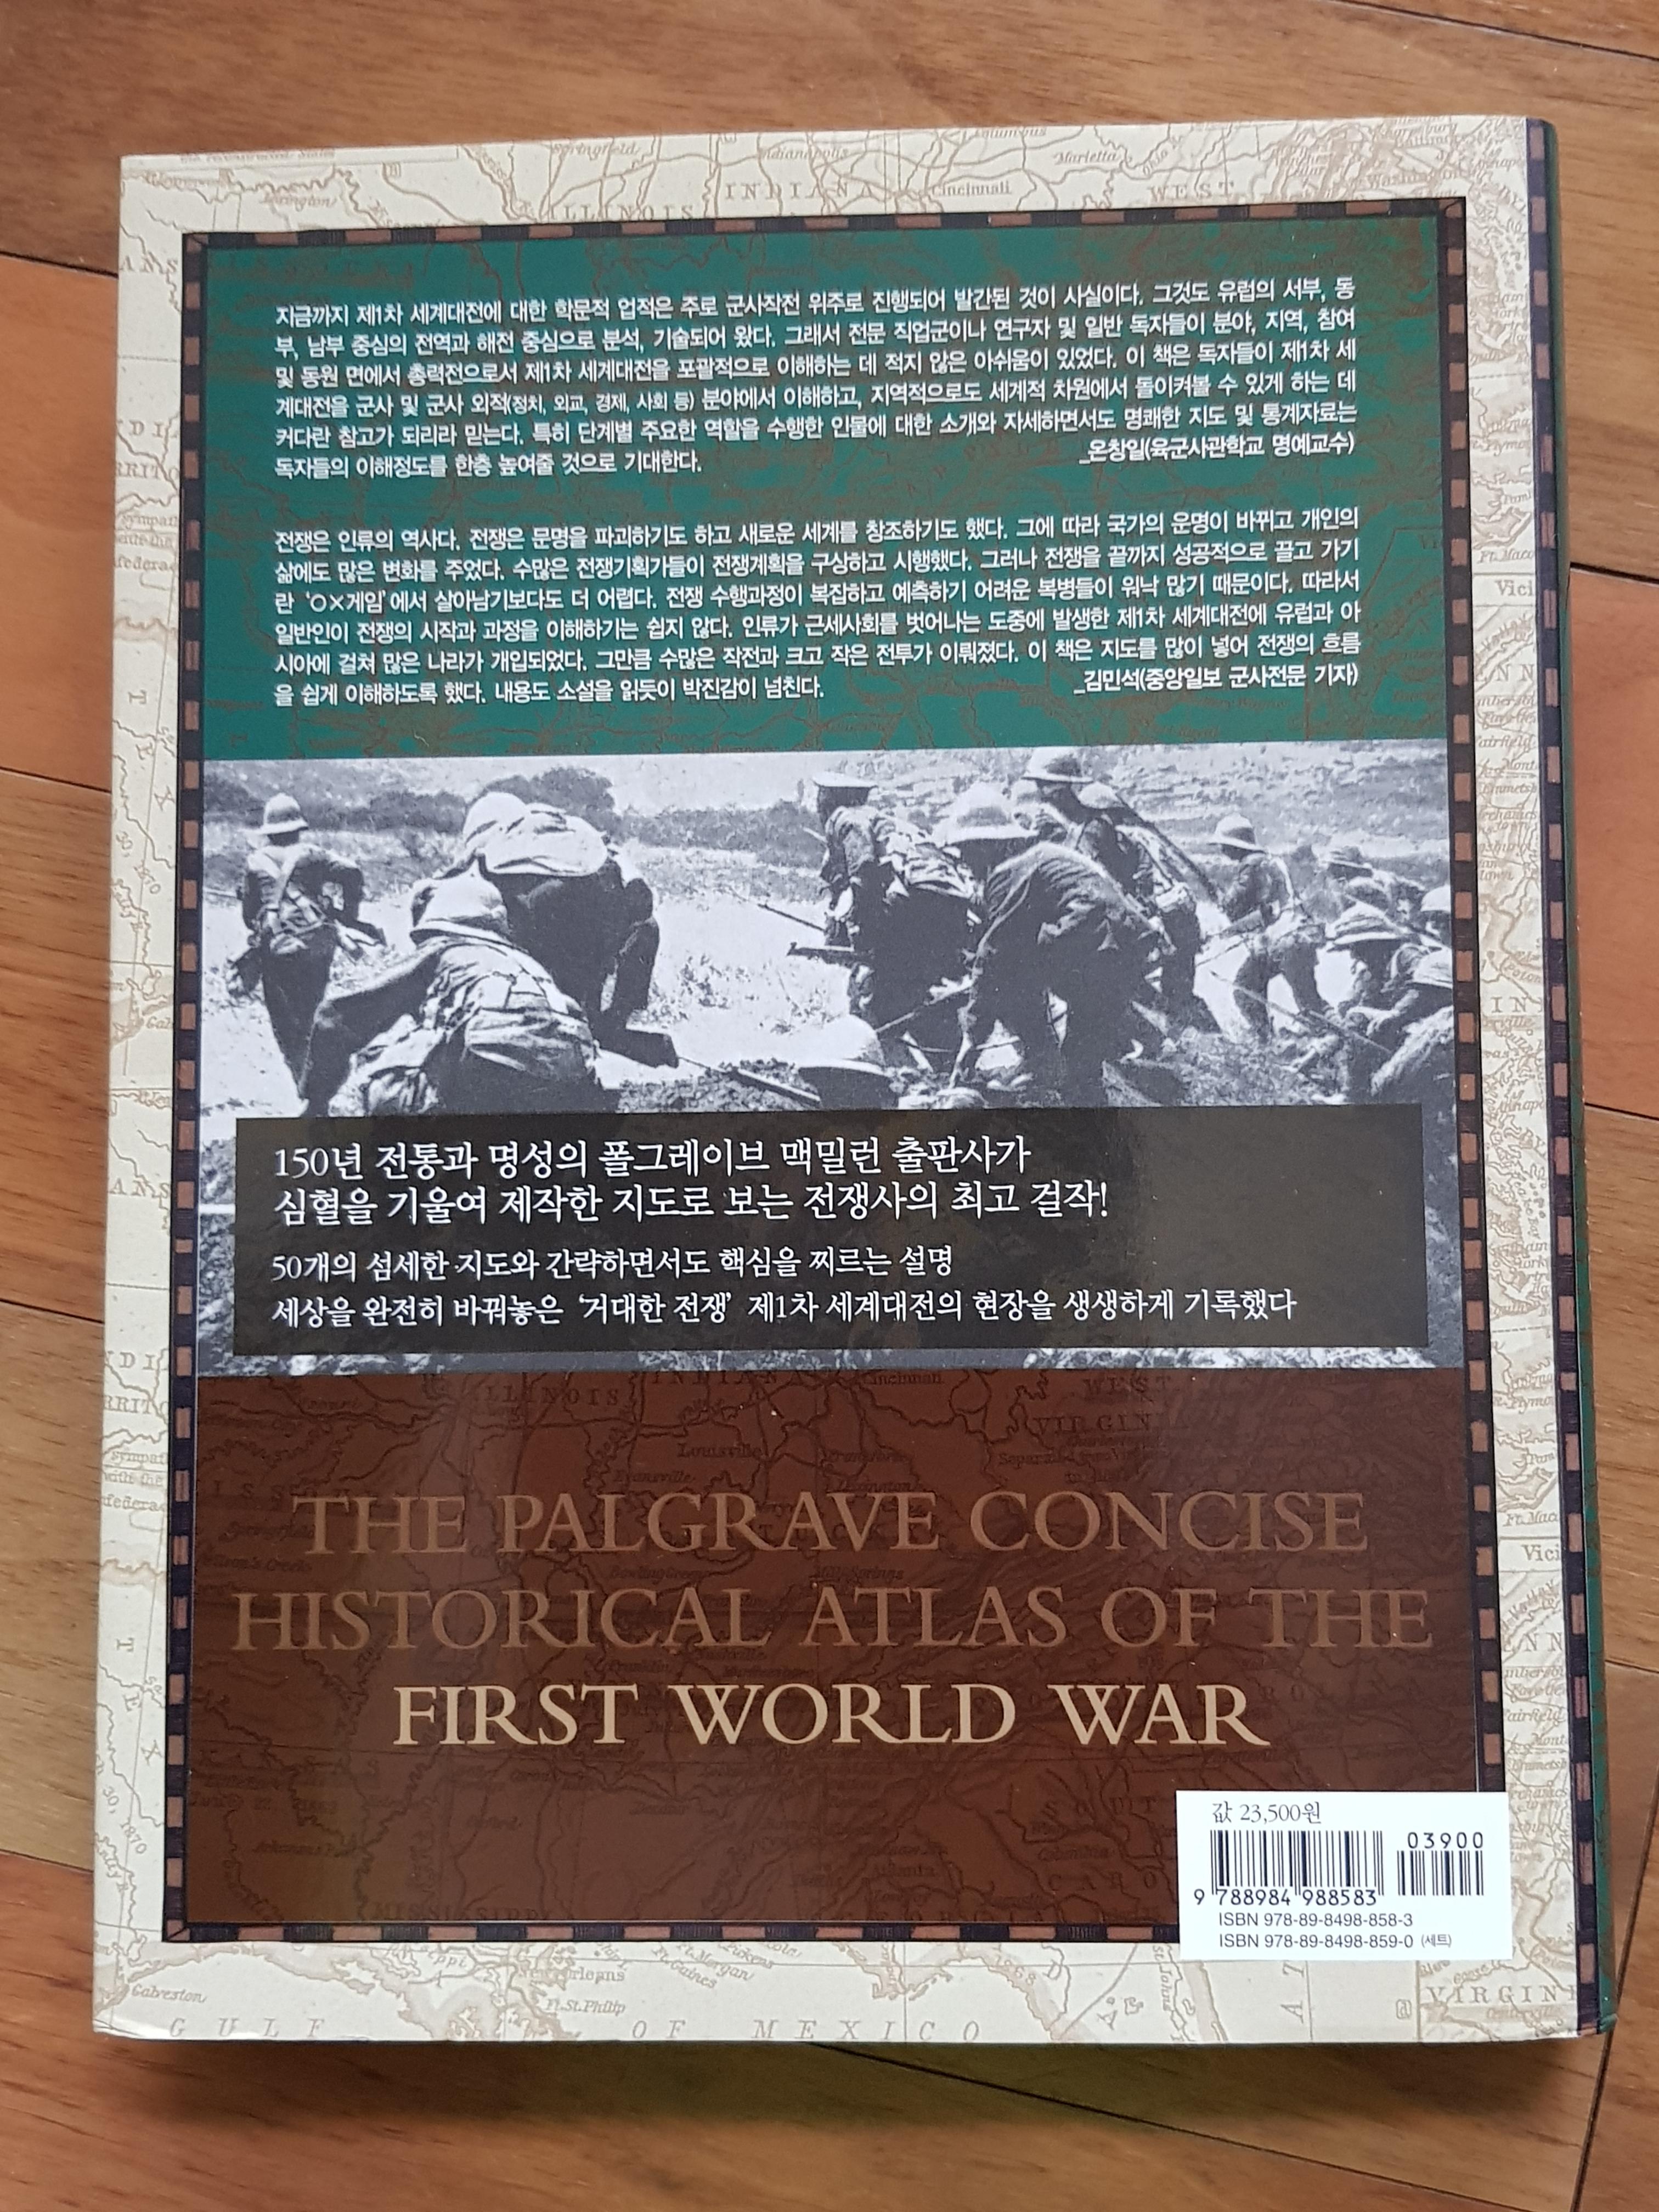 지금까지 제1차 세계대전에 대한 학문적 업적은 주로 군사작전 위주로 진행되어 발간된 것이 사실이다. 그것도 유럽의 서부, 동
부, 남부 중심의 전역과 해전 중심으로 분석, 기술되어 왔다. 그래서 전문 직업군이나 연구자 및 일반 독자들이 분야, 지역, 참여
및 동원 면에서 총력전으로서 제1차 세계대전을 포괄적으로 이해하는 데 적지 않은 아쉬움이 있었다. 이 책은 독자들이 제1차 세
계대전을 군사 및 군사 외적(정치, 외교, 경제, 사회 등) 분야에서 이해하고, 지역적으로도 세계적 차원에서 돌이켜볼 수 있게 하는 데
커다란 참고가 되리라 믿는다. 특히 단계별 주요한 역할을 수행한 인물에 대한 소개와 자세하면서도 명쾌한 지도 및 통계자료는
독자들의 이해정도를 한층 높여줄 것으로 기대한다. _온창일(육군사관학교 명예교수)
전쟁은 인류의 역사다. 전쟁은 문명을 파괴하기도 하고 새로운 세계를 창조하기도 했다. 그에 따라 국가의 운명이 바뀌고 개인의
삶에도 많은 변화를 주었다. 수많은 전쟁기획가들이 전쟁계획을 구상하고 시행했다. 그러나 전쟁을 끝까지 성공적으로 끌고 가기
란 ‘○×게임’에서 살아남기보다도 더 어렵다. 전쟁 수행과정이 복잡하고 예측하기 어려운 복병들이 워낙 많기 때문이다. 따라서
일반인이 전쟁의 시작과 과정을 이해하기는 쉽지 않다. 인류가 근세사회를 벗어나는 도중에 발생한 제1차 세계대전에 유럽과 아
시아에 걸쳐 많은 나라가 개입되었다. 그만큼 수많은 작전과 크고 작은 전투가 이뤄졌다. 이 책은 지도를 많이 넣어 전쟁의 흐름
을 쉽게 이해하도록 했다. 내용도 소설을 읽듯이 박진감이 넘친다. _김민석(중앙일보 군사전문 기자)
150년 전통과 명성의 폴그레이브 맥밀런 출판사가
심혈을 기울여 제작한 지도로 보는 전쟁사의 최고 걸작!
50개의 섬세한 지도와 간략하면서도 핵심을 찌르는 설명
세상을 완전히 바꿔놓은 ‘거대한 전쟁’ 제1차 세계대전의 현장을 생생하게 기록했다
THE PALGRAVE CONCISE
HISTORICAL ATLAS OF THE
FIRST WORLD WAR
값 23,500원
03900
9 788984 988583
ISBN 978-89-8498-858-3
ISBN 978-89-8498-859-0 (세트)
Springfield
Indianapolis
INDIANA
Cincinnati
ILLINOIS
Marietta
WEST
Lexington
Washington
ILLINOIS
INDIANA
Cincinnati
WEST
VIRGINI
Louisville
Evansville
MISSISSIPPI
Atlanta
New Orleans
Ft. St. Philip
Ft. Morgan
Ft. Gaines
Galveston
GULF OF MEXICO
VIRGIN